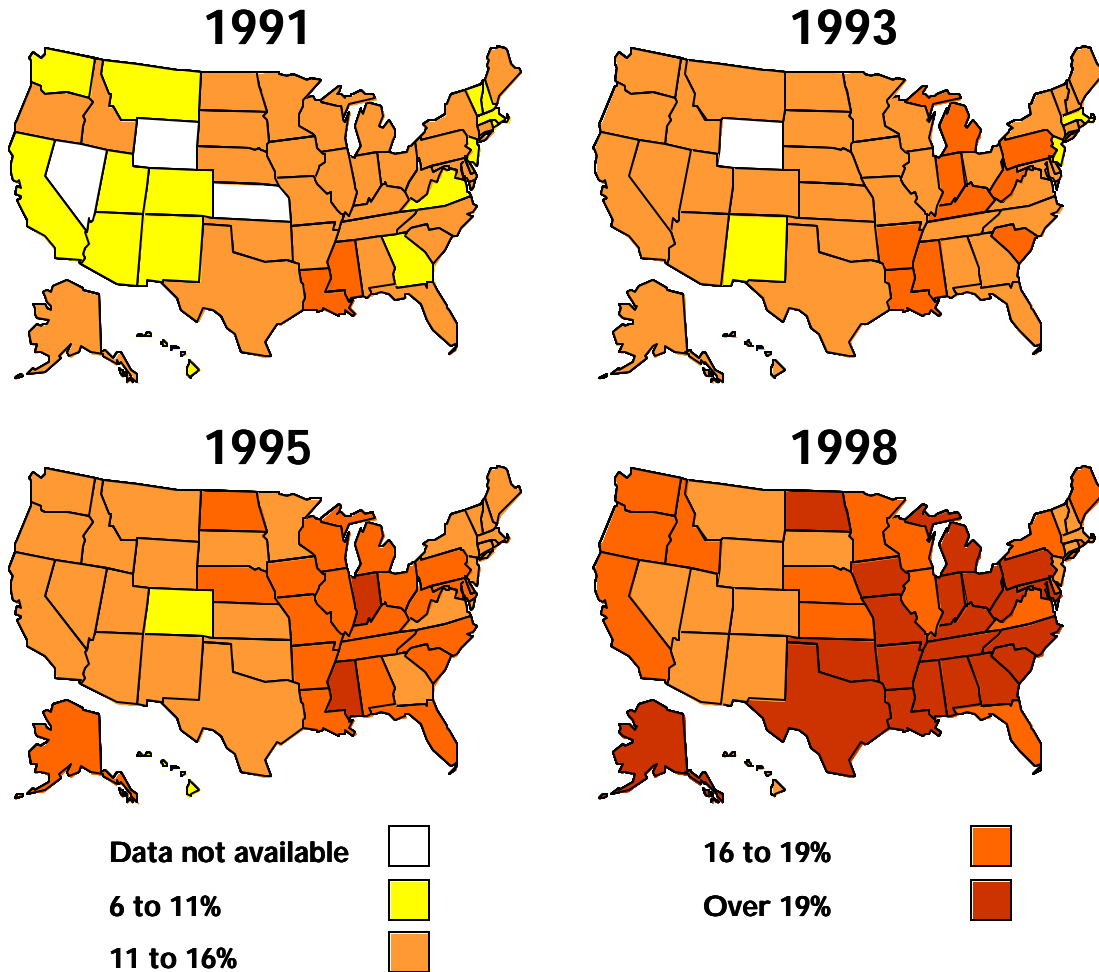 1991
1993
1995
1998
Data not available
6 to 11%
11 to 16%
16 to 19%
Over 19%